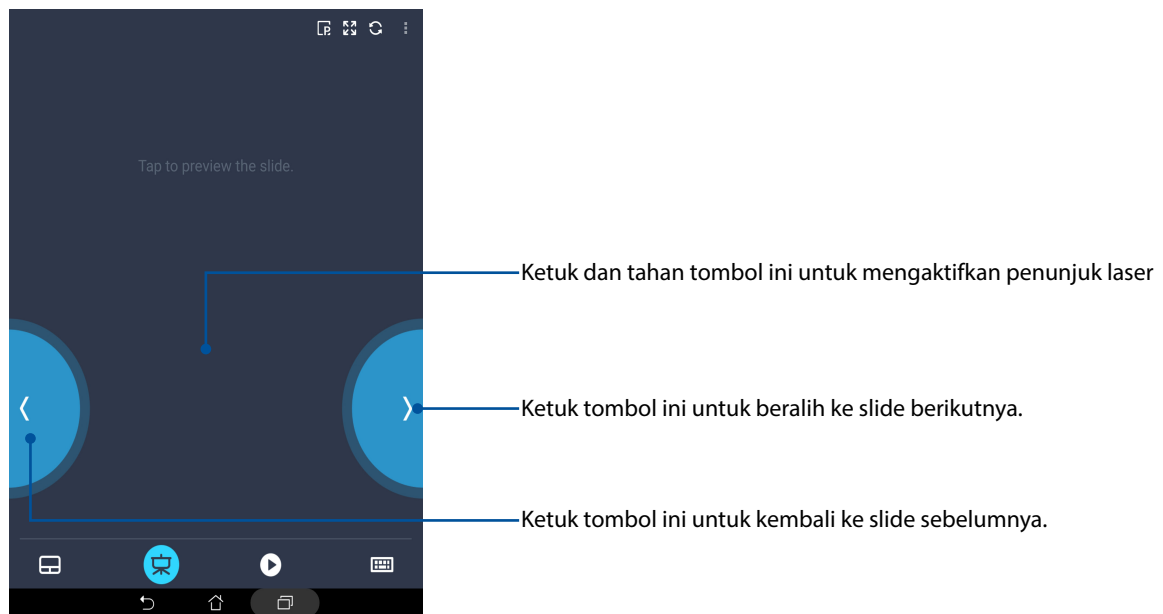 Tap to preview the slide.
Ketuk dan tahan tombol ini untuk mengaktifkan penunjuk laser
Ketuk tombol ini untuk beralih ke slide berikutnya.
Ketuk tombol ini untuk kembali ke slide sebelumnya.